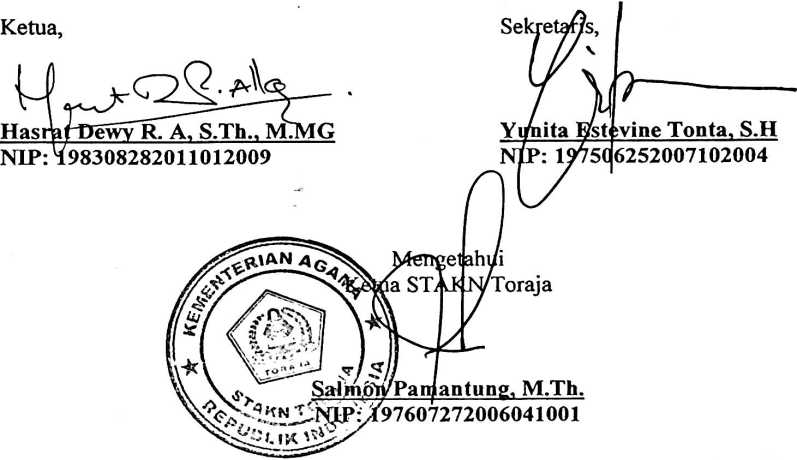 Ketua,
Hasrat Dewy R. A, S.Th., M.MG
NIP: 198308282011012009
Sekretaris,
Yunita Estevine Tonta, S.H
NIP: 197506252007102004
Mengetahui
Ketua STAKN Toraja
Salmon Pamantung, M.Th.
NIP: 197607272006041001
KEMENTERIAN AGAMA
TORAJA
STAKN
REPUBLIK INDONESIA